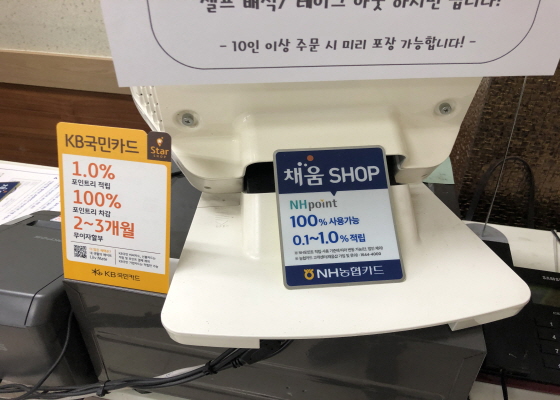 셀프 배식/ 테이크 아웃 하시면 됩니다!
- 10인 이상 주문 시 미리 포장 가능합니다! -
KB국민카드
Star
1.0%
포인트리 적립
100%
포인트리 차감
2~3개월
무이자할부
Liiv Mate
KB국민카드
채움 SHOP
NHpoint
100% 사용가능
0.1~1.0% 적립
NH농협카드